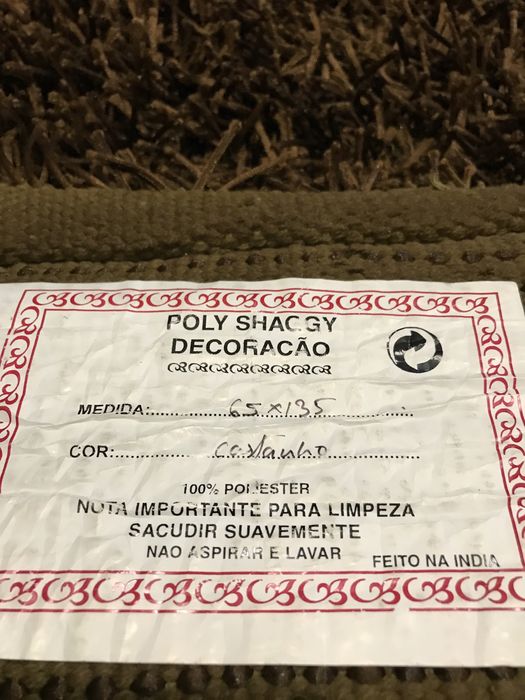 POLY SHAGGY
DECORACÃO
MEDIDA:...............65x135...............
COR:...............castanho...............
100% POLIESTER
NOTA IMPORTANTE PARA LIMPEZA
SACUDIR SUAVEMENTE
NAO ASPIRAR E LAVAR
FEITO NA INDIA